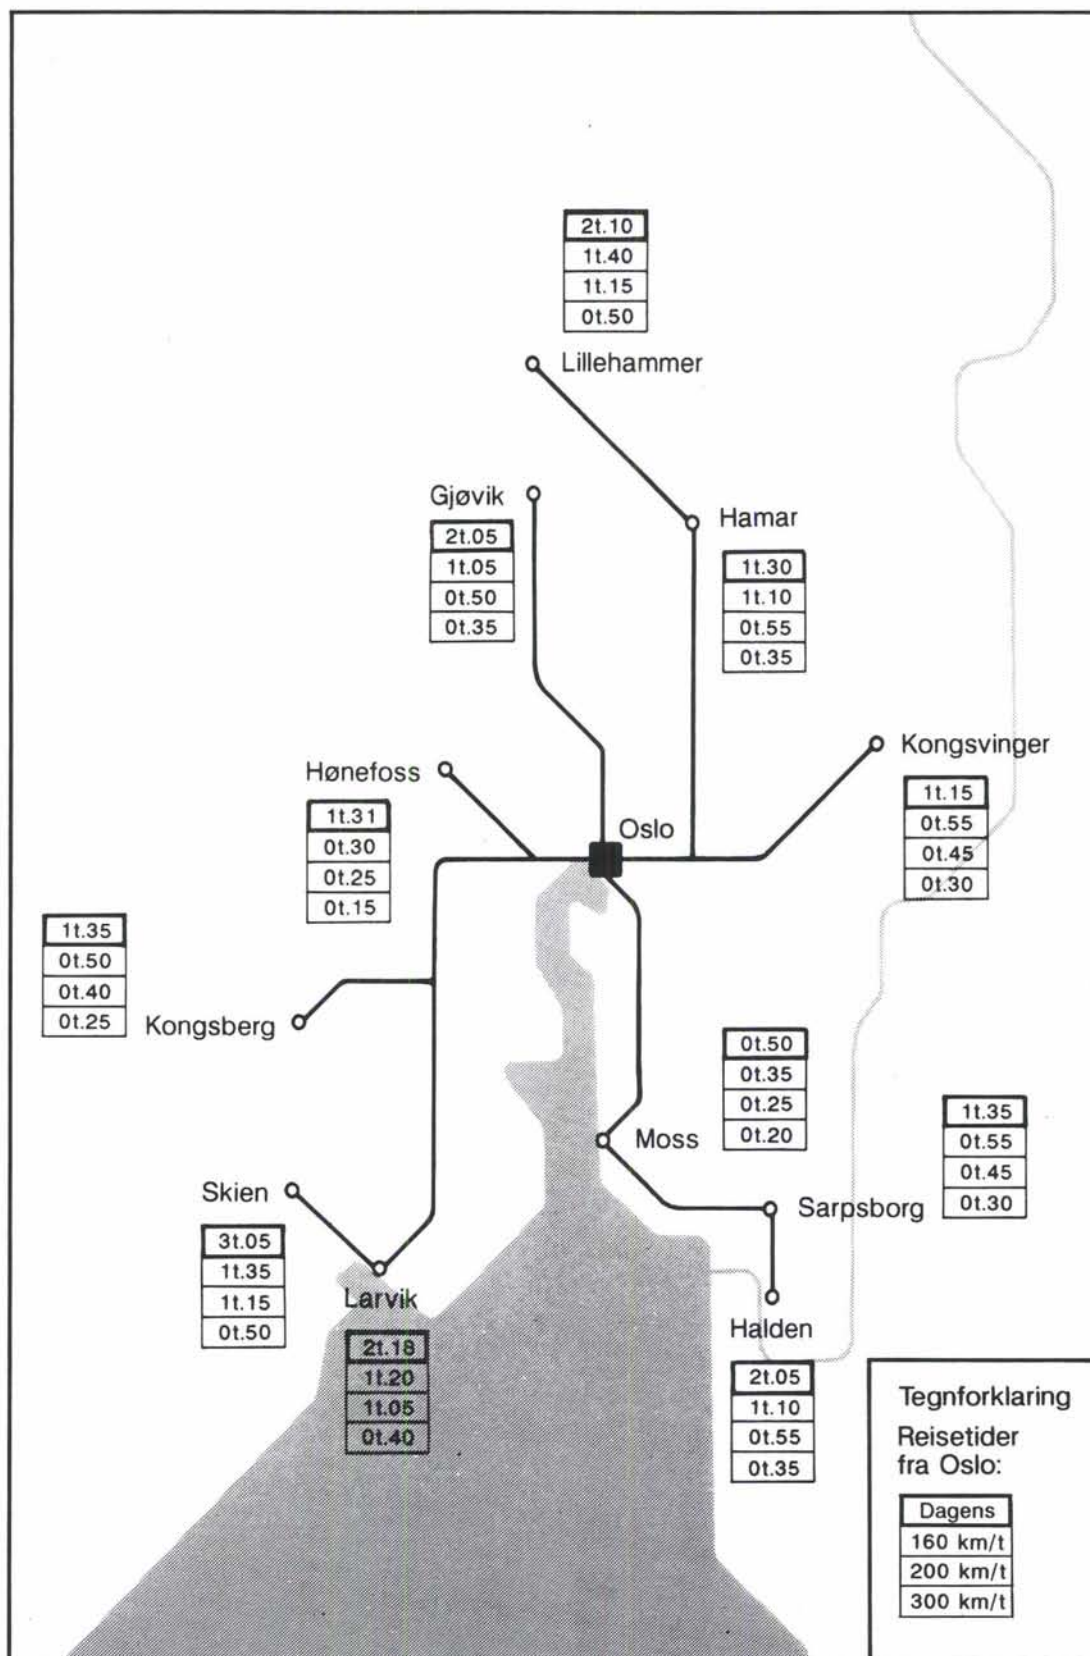 2t.10
1t.40
1t.15
0t.50
Lillehammer
Gjøvik
2t.05
1t.05
0t.50
0t.35
Hamar
1t.30
1t.10
0t.55
0t.35
Kongsvinger
1t.15
0t.55
0t.45
0t.30
Hønefoss
1t.31
0t.30
0t.25
0t.15
Oslo
1t.35
0t.50
0t.40
0t.25
Kongsberg
0t.50
0t.35
0t.25
0t.20
Moss
1t.35
0t.55
0t.45
0t.30
Sarpsborg
Skien
3t.05
1t.35
1t.15
0t.50
Larvik
2t.18
1t.20
1t.05
0t.40
Halden
2t.05
1t.10
0t.55
0t.35
Tegnforklaring
Reisetider
fra Oslo:
Dagens
160 km/t
200 km/t
300 km/t